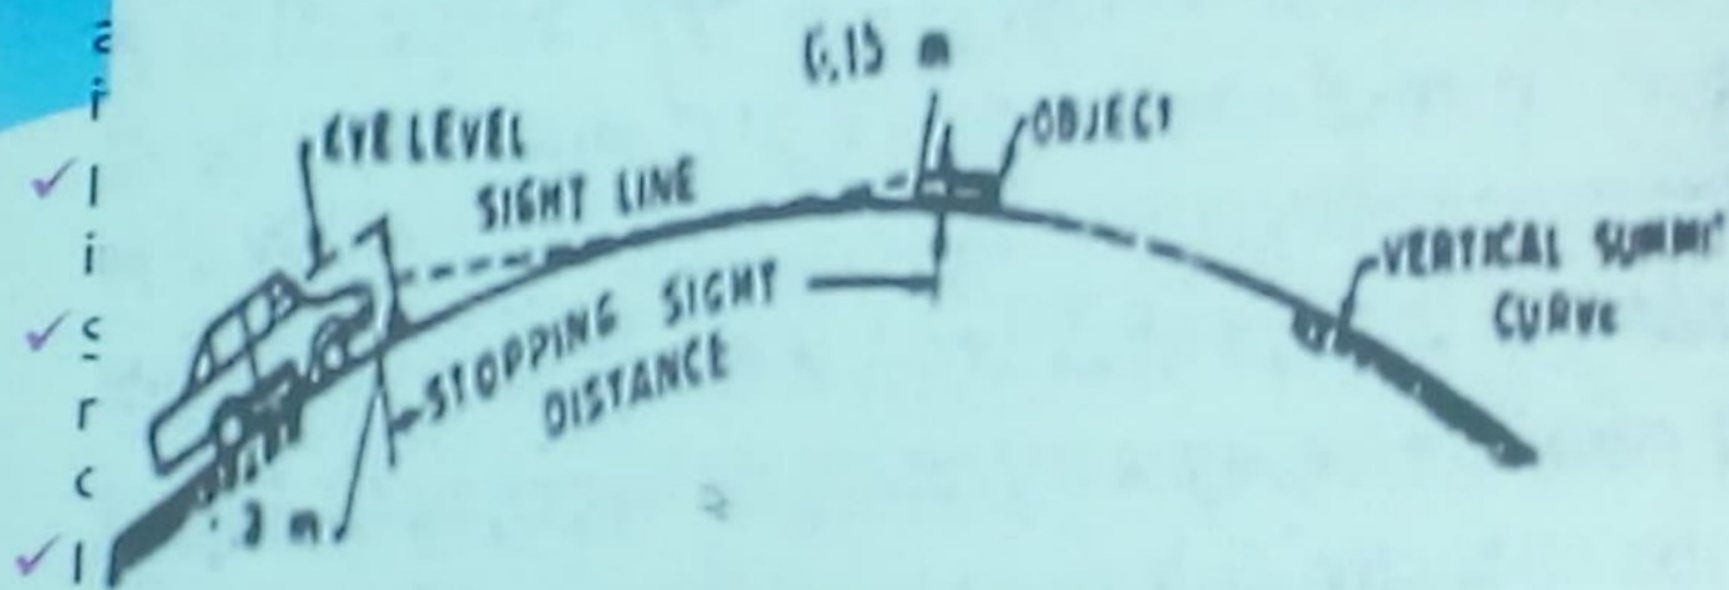 0.15 m
OBJECT
EYE LEVEL
SIGHT LINE
VERTICAL SUMMIT
CURVE
STOPPING SIGHT
DISTANCE
l
i
r
c
l